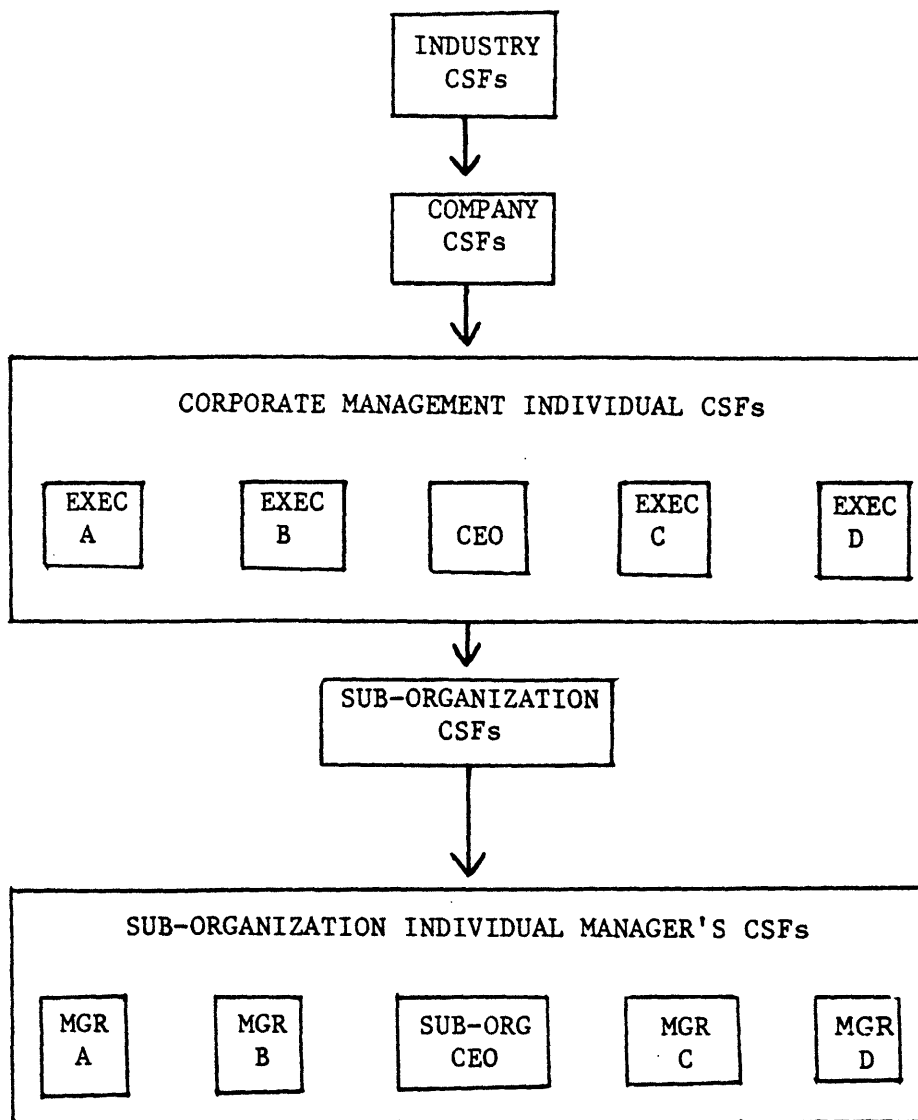 INDUSTRY
CSFs
COMPANY
CSFs
CORPORATE MANAGEMENT INDIVIDUAL CSFs
EXEC
A
EXEC
B
CEO
EXEC
C
EXEC
D
SUB-ORGANIZATION
CSFs
SUB-ORGANIZATION INDIVIDUAL MANAGER'S CSFs
MGR
A
MGR
B
SUB-ORG
CEO
MGR
C
MGR
D